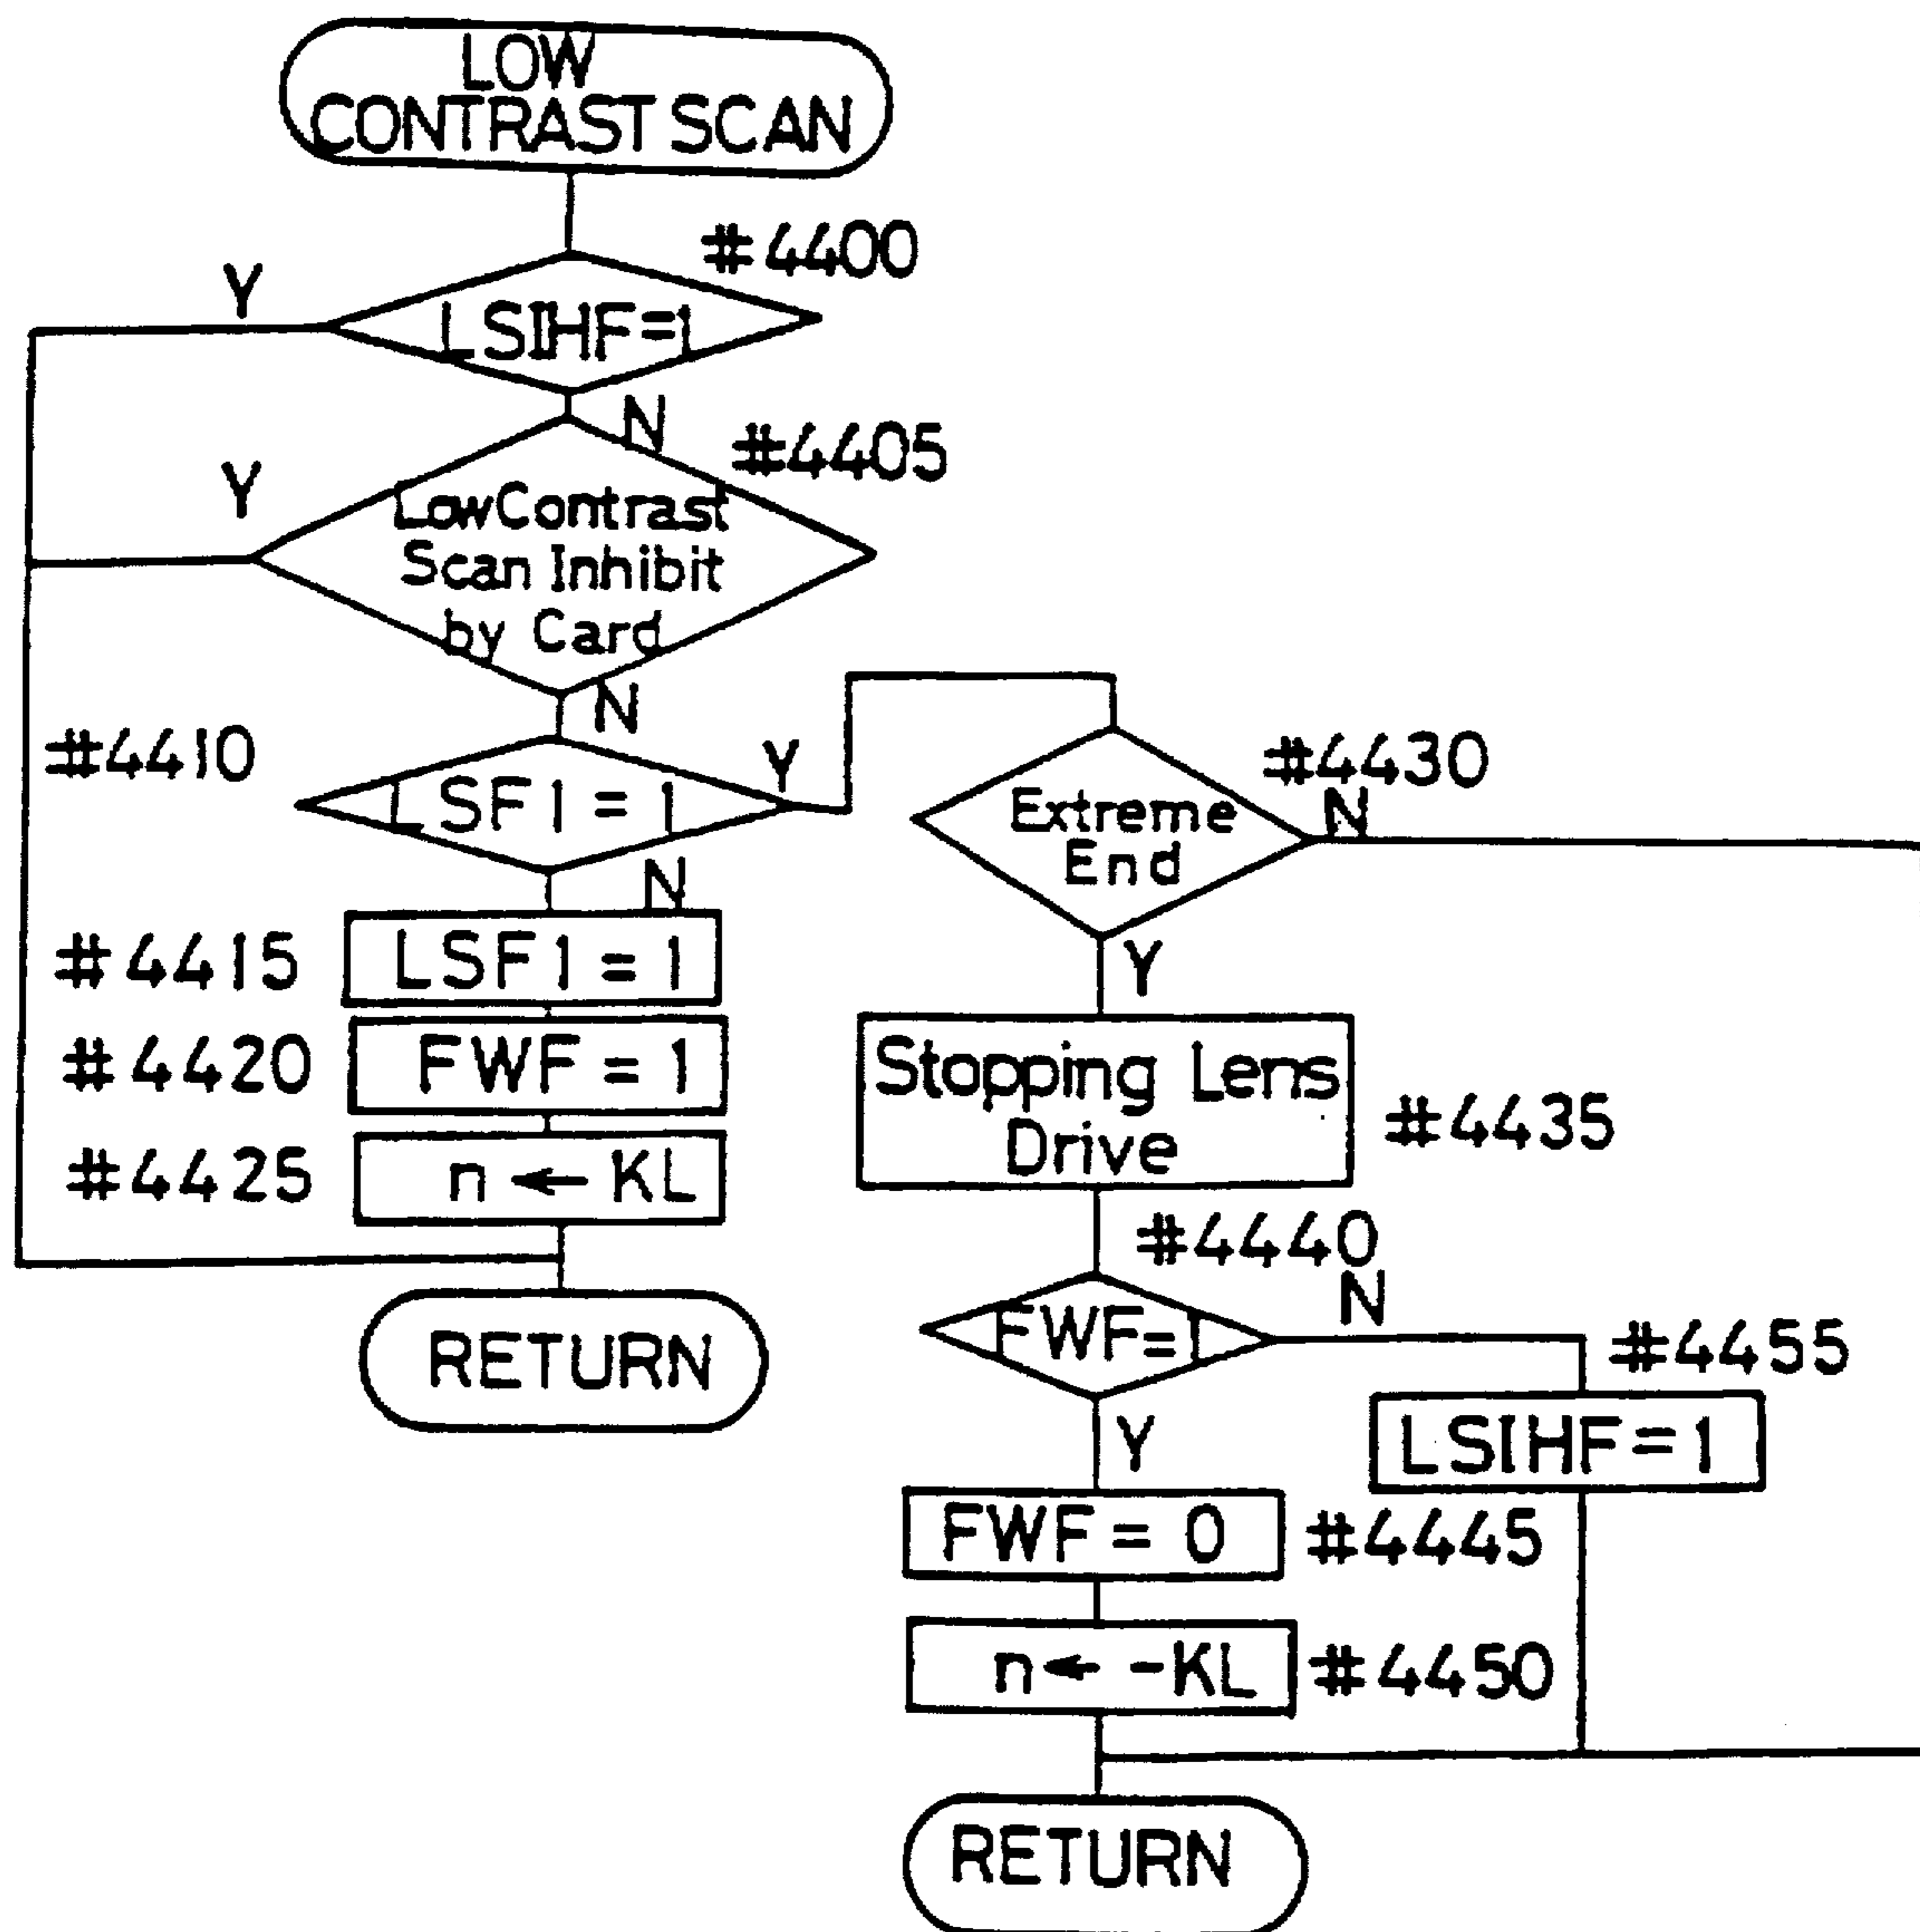 LOW
CONTRAST SCAN
#4400
Y
LSIHF=1
N
#4405
Y
Low Contrast
Scan Inhibit
by Card
N
#4410
LSF1=1
Y
N
#4415
LSF1=1
#4420
FWF=1
#4425
n ← KL
RETURN
#4430
Extreme
End
N
Y
Stopping Lens
Drive
#4435
#4440
FWF=1
N
Y
#4455
LSIHF=1
FWF=0
#4445
n ← -KL
#4450
RETURN